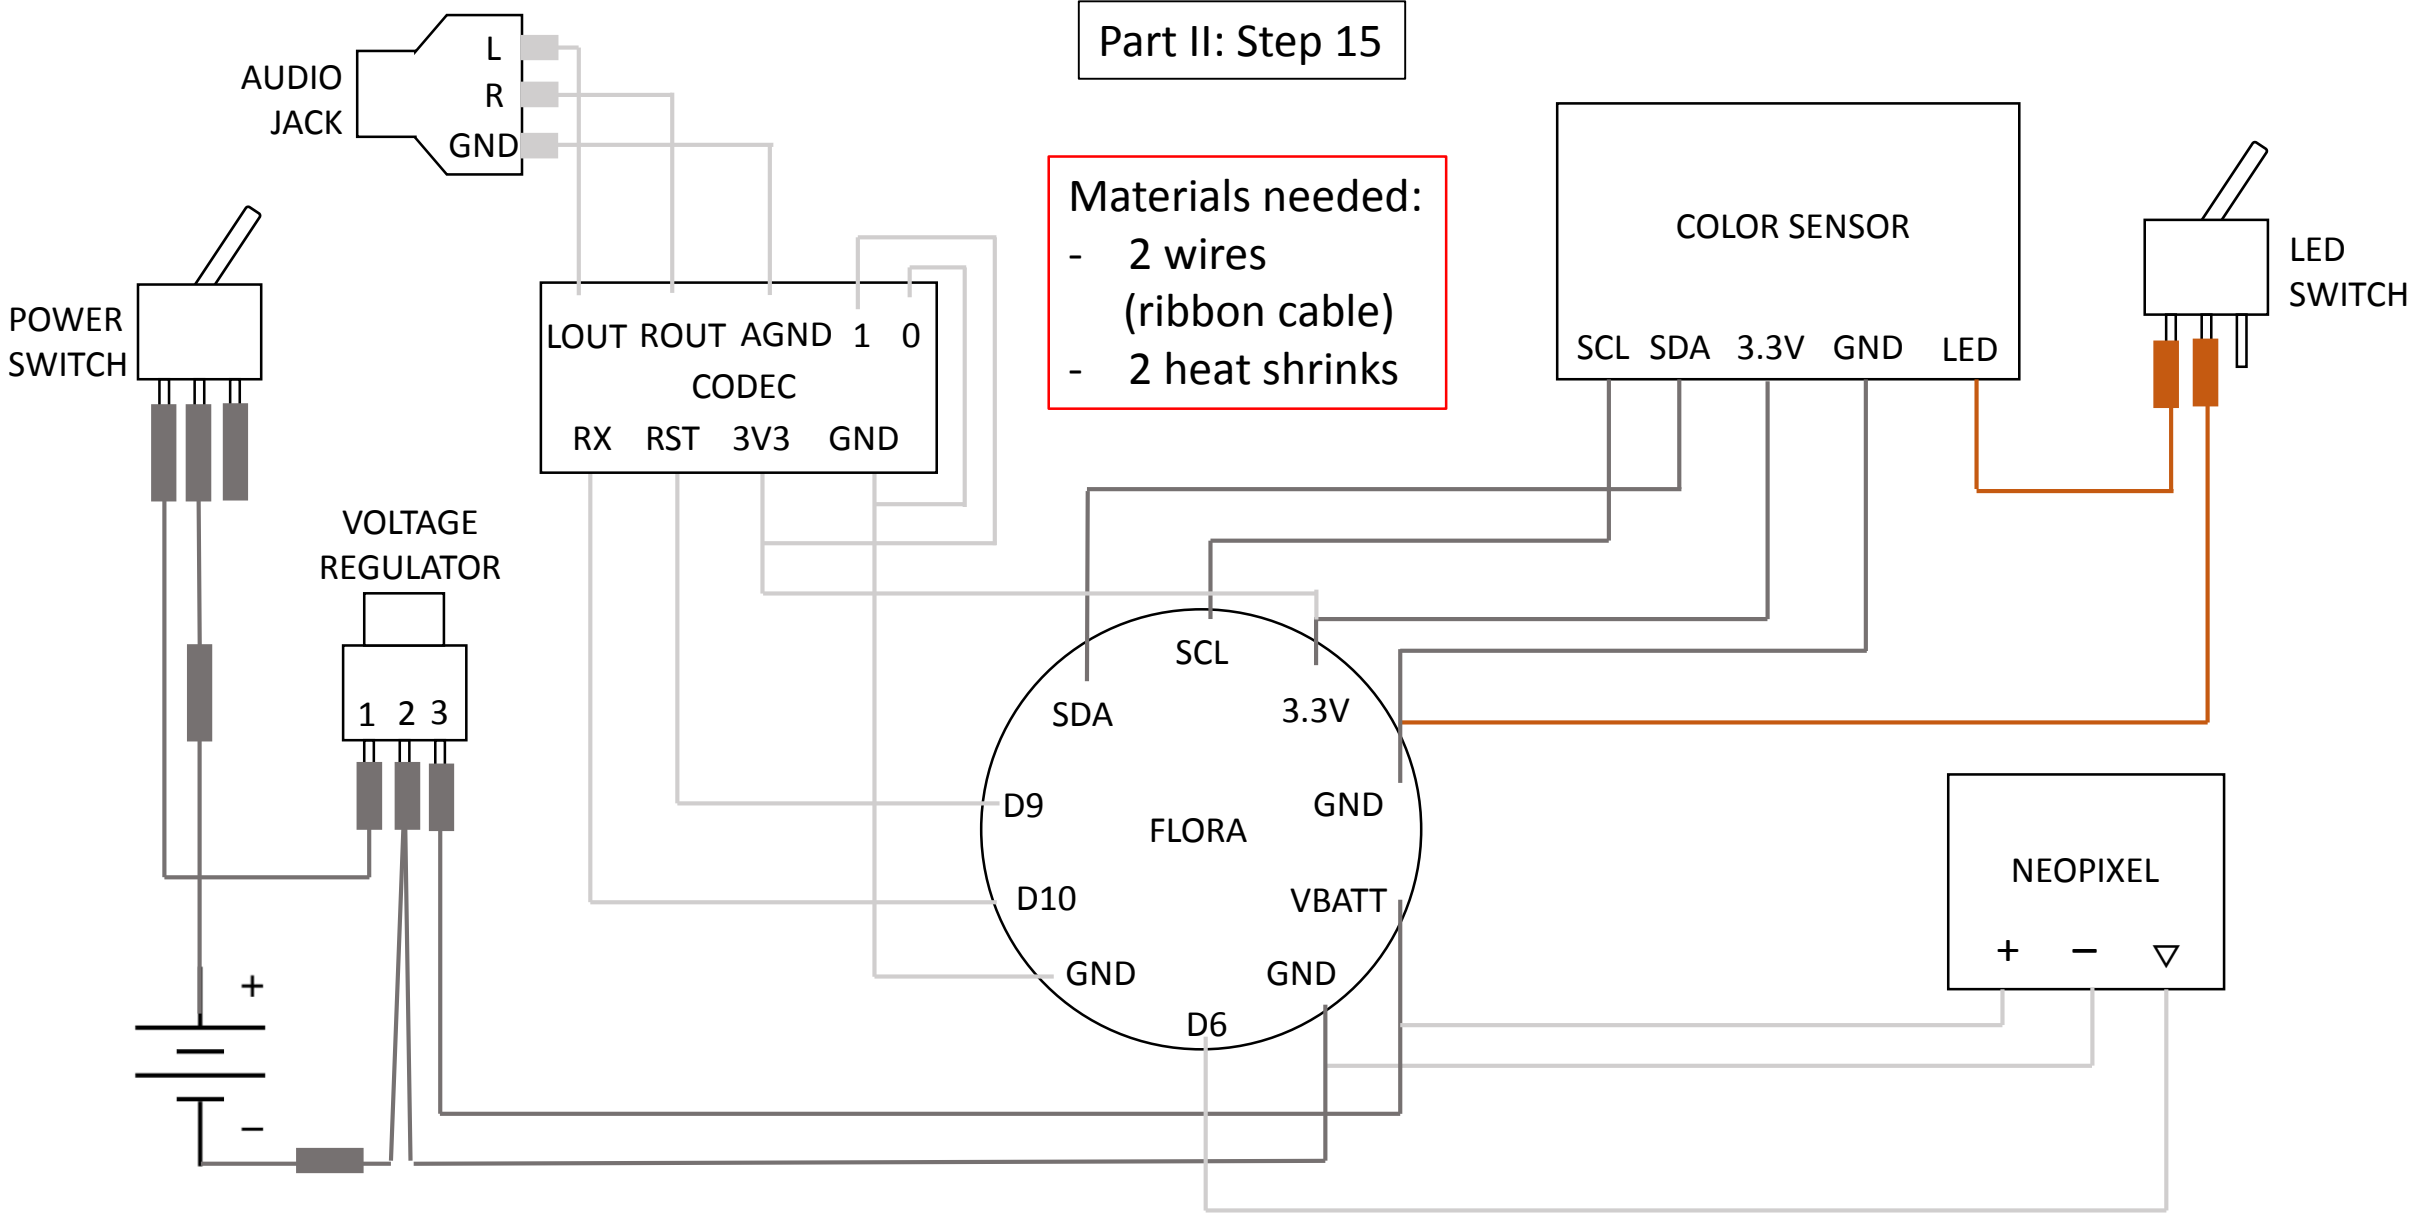 Part II: Step 15
AUDIO
JACK
L
R
GND
Materials needed:
- 2 wires
(ribbon cable)
- 2 heat shrinks
COLOR SENSOR
SCL SDA 3.3V GND LED
LED
SWITCH
POWER
SWITCH
LOUT ROUT AGND 1 0
CODEC
RX RST 3V3 GND
VOLTAGE
REGULATOR
1 2 3
SCL
SDA
3.3V
D9
GND
FLORA
D10
VBATT
GND
GND
D6
NEOPIXEL
+ −
+
−